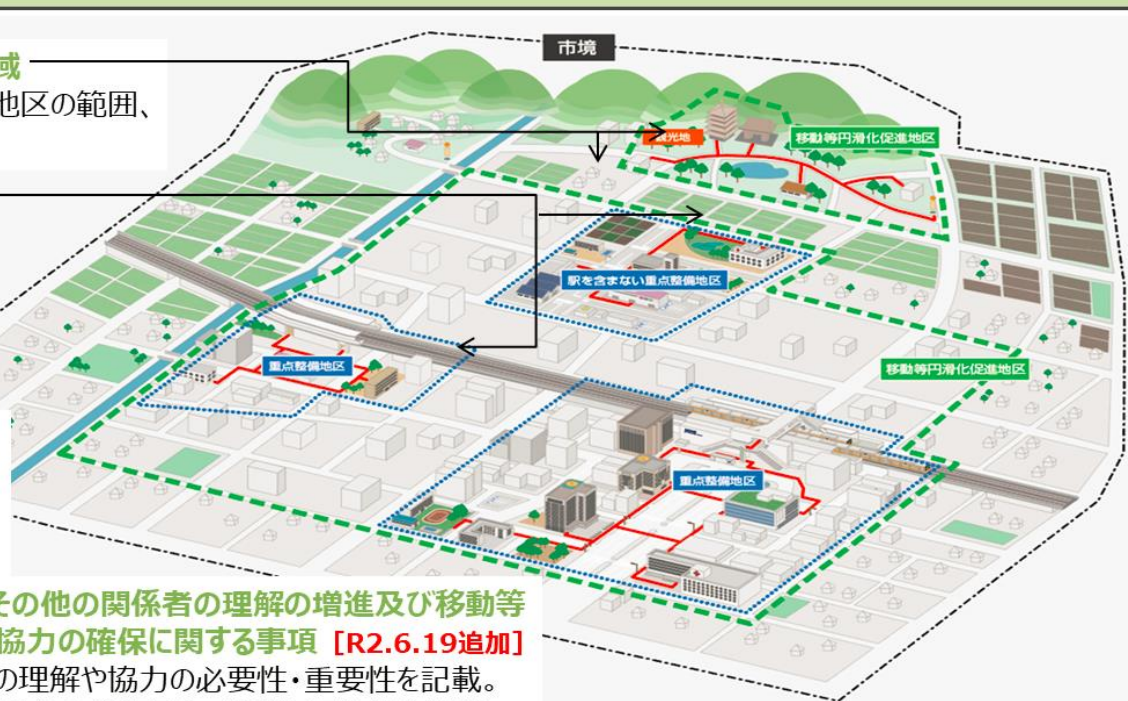 市境
域
地区の範囲、
観光地
移動等円滑化促進地区
駅を含まない重点整備地区
重点整備地区
移動等円滑化促進地区
重点整備地区
その他の関係者の理解の増進及び移動等
協力の確保に関する事項 [R2.6.19追加]
の理解や協力の必要性・重要性を記載。